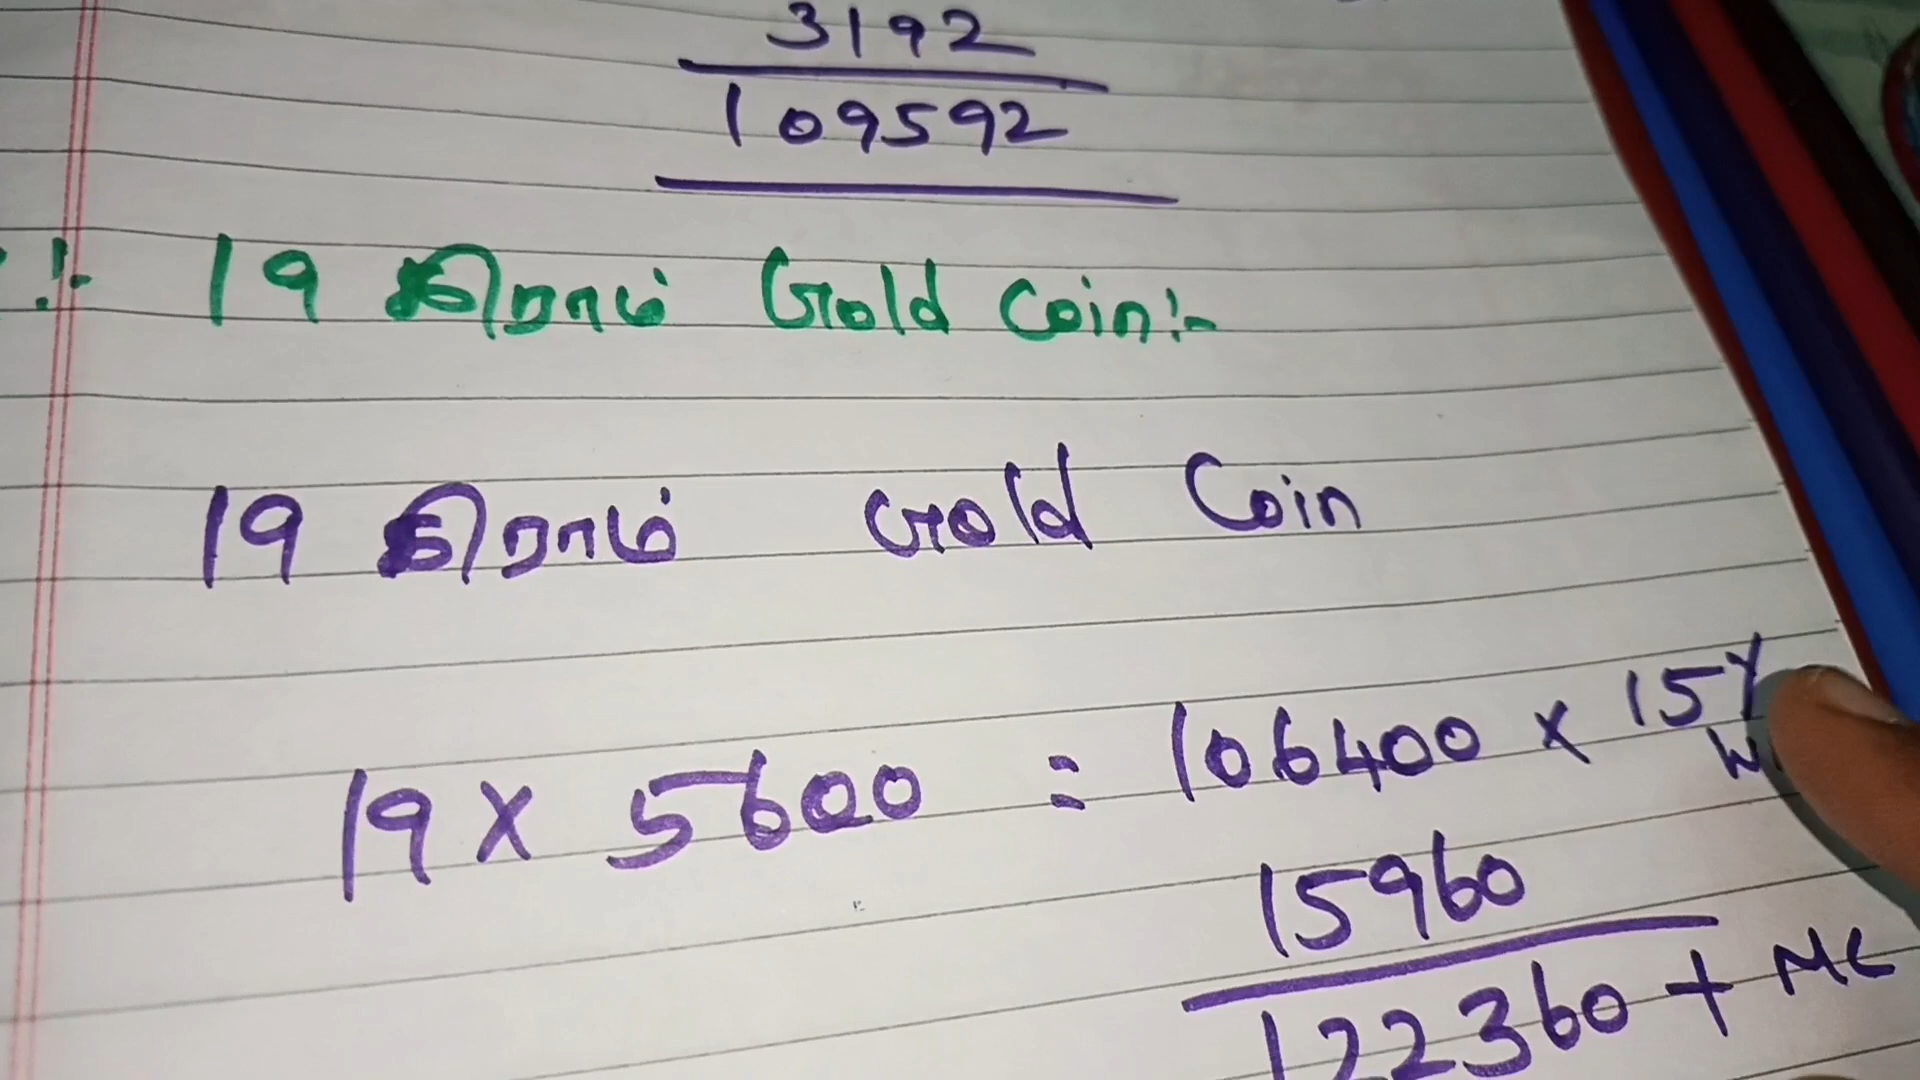 3192
109592
:- 19 கிராம் Gold Coin:-
19 கிராம் Gold Coin
19 x 5600 = 106400 x 15%
15960
122360 + MC